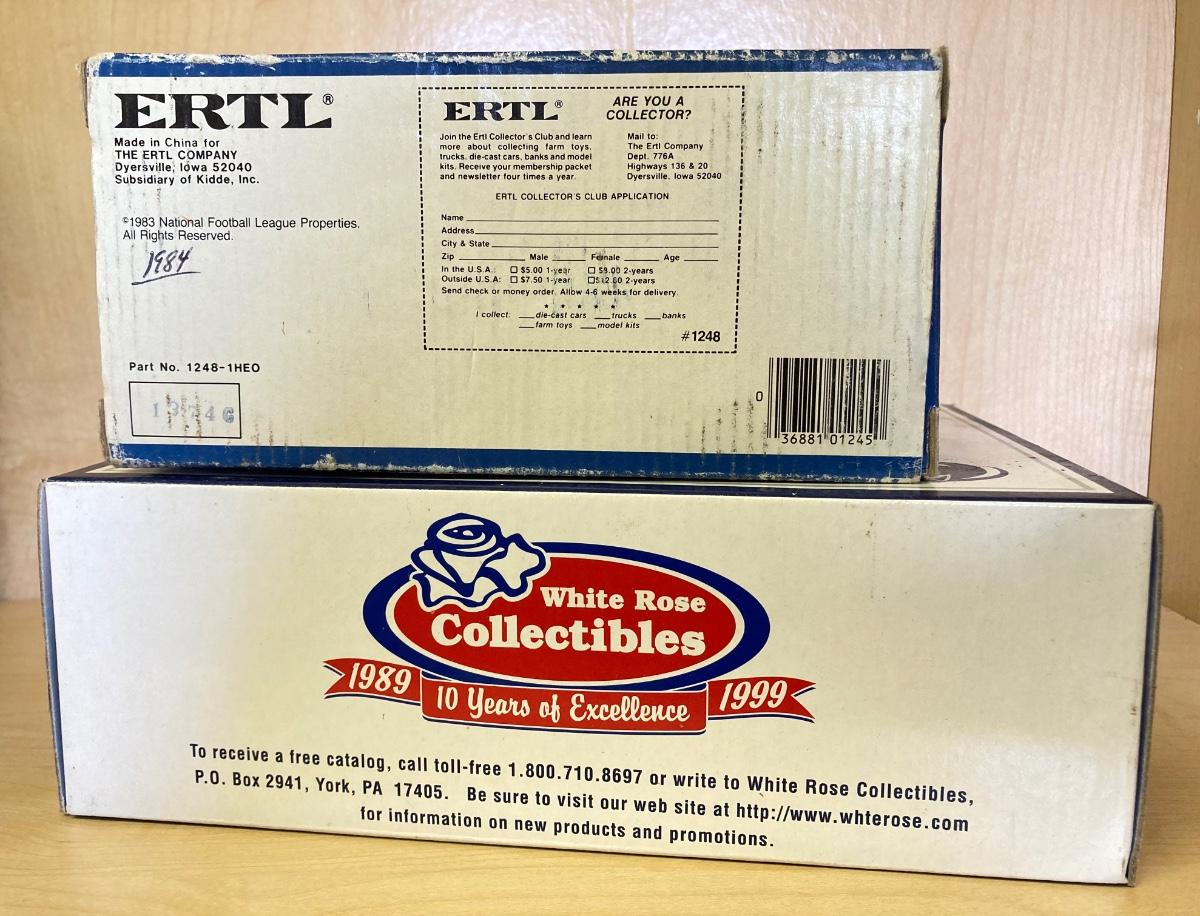 ERTL®
Made in China for
THE ERTL COMPANY
Dyersville, Iowa 52040
Subsidiary of Kidde, Inc.
©1983 National Football League Properties.
All Rights Reserved.
1984
Part No. 1248-1HEO
ERTL®
ARE YOU A
COLLECTOR?
Join the Ertl Collector's Club and learn
more about collecting farm toys,
trucks, die-cast cars, banks and model
kits. Receive your membership packet
and newsletter four times a year.
Mail to:
The Ertl Company
Dept. 776A
Highways 136 & 20
Dyersville, Iowa 52040
ERTL COLLECTOR'S CLUB APPLICATION
Name
Address
City & State
Zip Male Female Age
In the U.S.A.: $5.00 1-year $8.00 2-years
Outside U.S.A: $7.50 1-year $12.00 2-years
Send check or money order. Allow 4-6 weeks for delivery.
I collect: die-cast cars trucks banks
farm toys model kits
#1248
0 36881 01245
White Rose
Collectibles
1989 10 Years of Excellence 1999
To receive a free catalog, call toll-free 1.800.710.8697 or write to White Rose Collectibles,
P.O. Box 2941, York, PA 17405. Be sure to visit our web site at http://www.whterose.com
for information on new products and promotions.